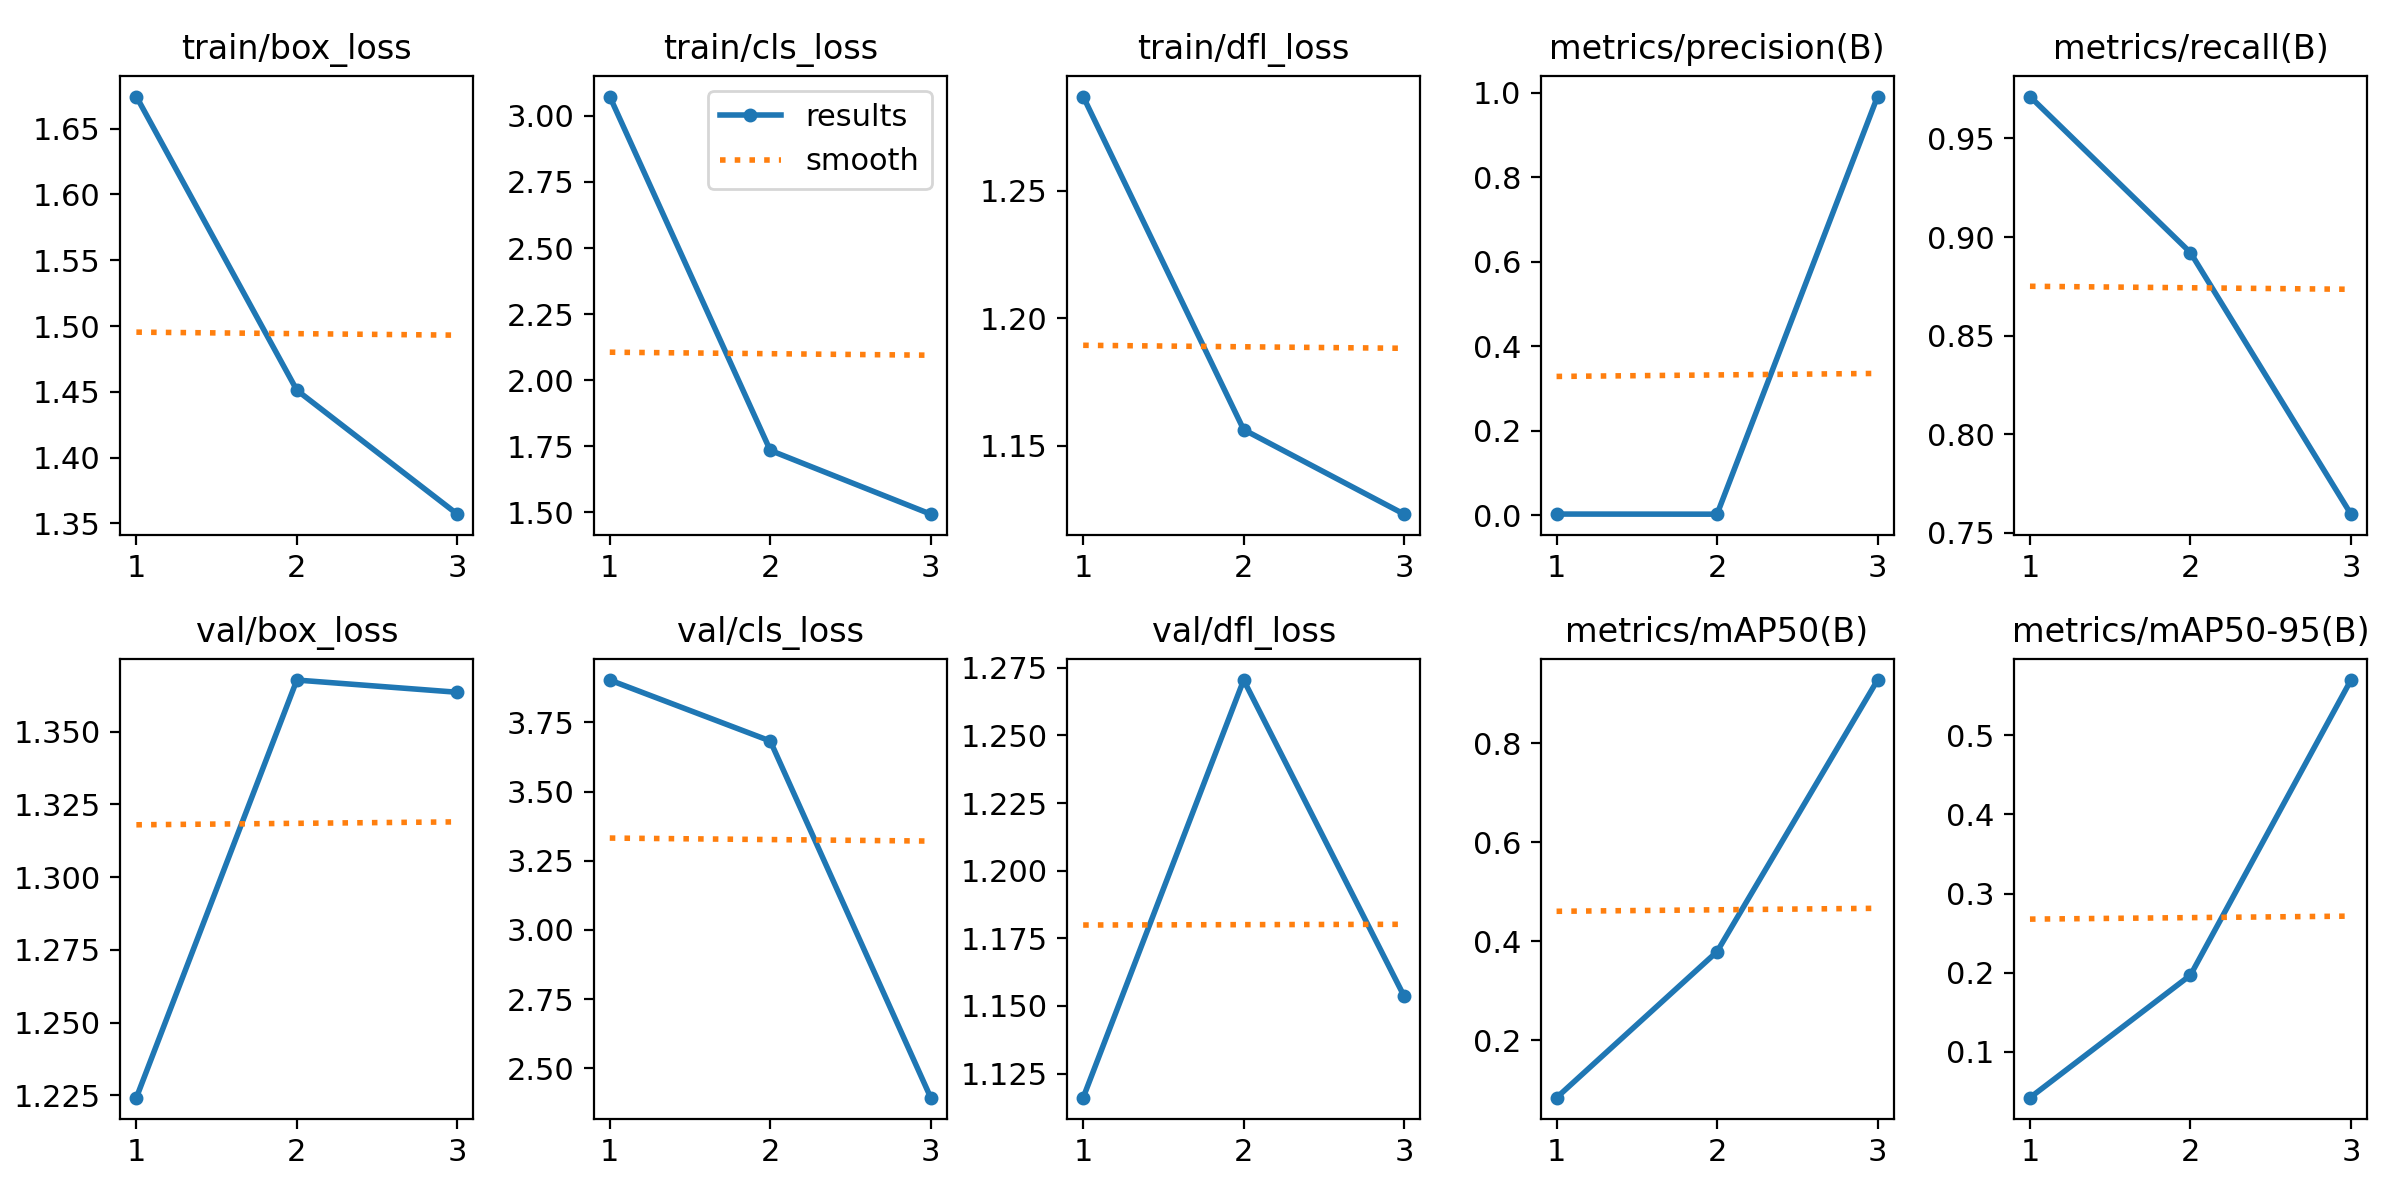 train/box_loss
1.65
1.60
1.55
1.50
1.45
1.40
1.35
1 2 3
train/cls_loss
results
smooth
3.00
2.75
2.50
2.25
2.00
1.75
1.50
1 2 3
train/dfl_loss
1.25
1.20
1.15
1 2 3
metrics/precision(B)
1.0
0.8
0.6
0.4
0.2
0.0
1 2 3
metrics/recall(B)
0.95
0.90
0.85
0.80
0.75
1 2 3
val/box_loss
1.350
1.325
1.300
1.275
1.250
1.225
1 2 3
val/cls_loss
3.75
3.50
3.25
3.00
2.75
2.50
1 2 3
val/dfl_loss
1.275
1.250
1.225
1.200
1.175
1.150
1.125
1 2 3
metrics/mAP50(B)
0.8
0.6
0.4
0.2
1 2 3
metrics/mAP50-95(B)
0.5
0.4
0.3
0.2
0.1
1 2 3